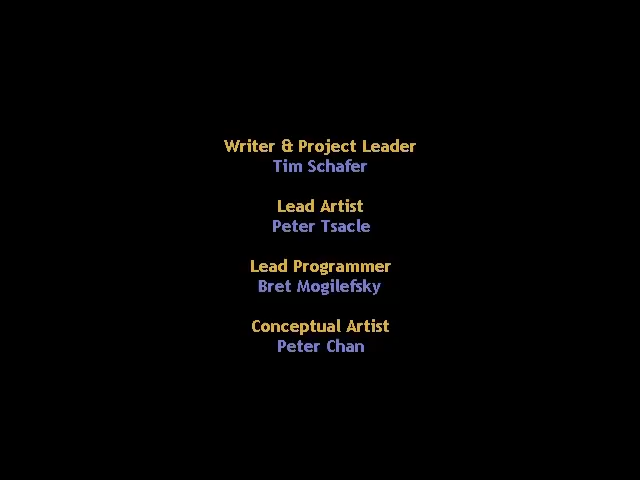 Writer & Project Leader
Tim Schafer
Lead Artist
Peter Tsacle
Lead Programmer
Bret Mogilefsky
Conceptual Artist
Peter Chan